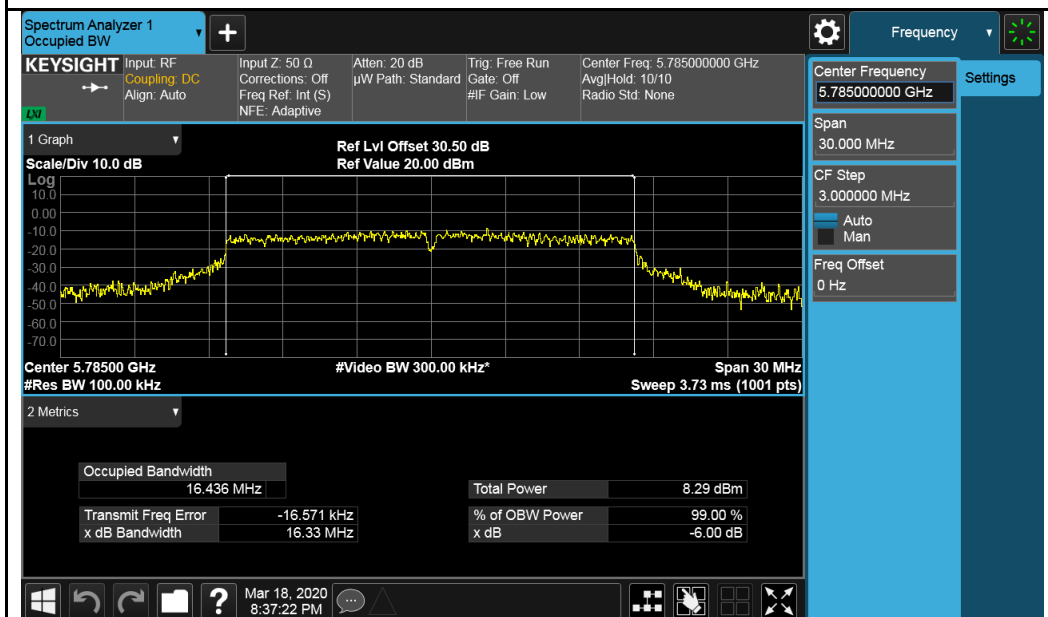 Spectrum Analyzer 1
Occupied BW
+
Frequency
KEYSIGHT
Input: RF
Coupling: DC
Align: Auto
Input Z: 50 Ω
Corrections: Off
Freq Ref: Int (S)
NFE: Adaptive
Atten: 20 dB
µW Path: Standard
Trig: Free Run
Gate: Off
#IF Gain: Low
Center Freq: 5.785000000 GHz
Avg|Hold: 10/10
Radio Std: None
LXI
Center Frequency
5.785000000 GHz
Settings
Span
30.000 MHz
CF Step
3.000000 MHz
Auto
Man
Freq Offset
0 Hz
1 Graph
Scale/Div 10.0 dB
Ref Lvl Offset 30.50 dB
Ref Value 20.00 dBm
Log
10.0
0.00
-10.0
-20.0
-30.0
-40.0
-50.0
-60.0
-70.0
Center 5.78500 GHz
#Res BW 100.00 kHz
#Video BW 300.00 kHz*
Span 30 MHz
Sweep 3.73 ms (1001 pts)
2 Metrics
Occupied Bandwidth
16.436 MHz
Total Power 8.29 dBm
Transmit Freq Error -16.571 kHz
% of OBW Power 99.00 %
x dB Bandwidth 16.33 MHz
x dB -6.00 dB
?
Mar 18, 2020
8:37:22 PM